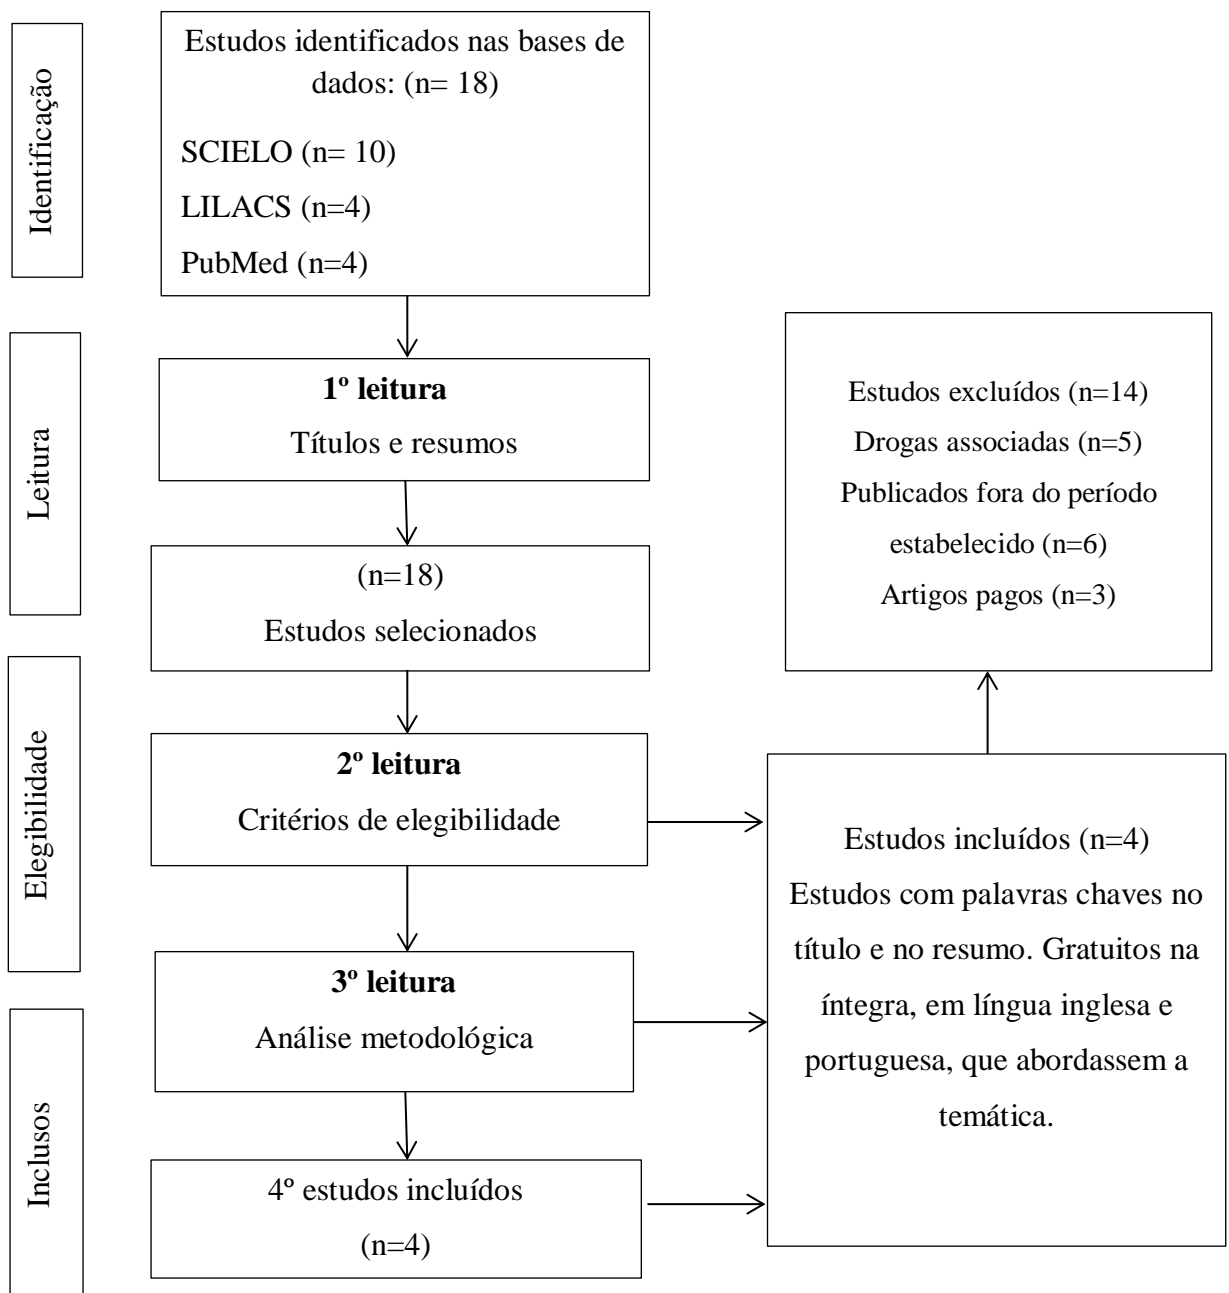 Identificação
Estudos identificados nas bases de
dados: (n= 18)
SCIELO (n= 10)
LILACS (n=4)
PubMed (n=4)
Leitura
1º leitura
Títulos e resumos
(n=18)
Estudos selecionados
Estudos excluídos (n=14)
Drogas associadas (n=5)
Publicados fora do período
estabelecido (n=6)
Artigos pagos (n=3)
Elegibilidade
2º leitura
Critérios de elegibilidade
3º leitura
Análise metodológica
Estudos incluídos (n=4)
Estudos com palavras chaves no
título e no resumo. Gratuitos na
íntegra, em língua inglesa e
portuguesa, que abordassem a
temática.
Inclusos
4º estudos incluídos
(n=4)